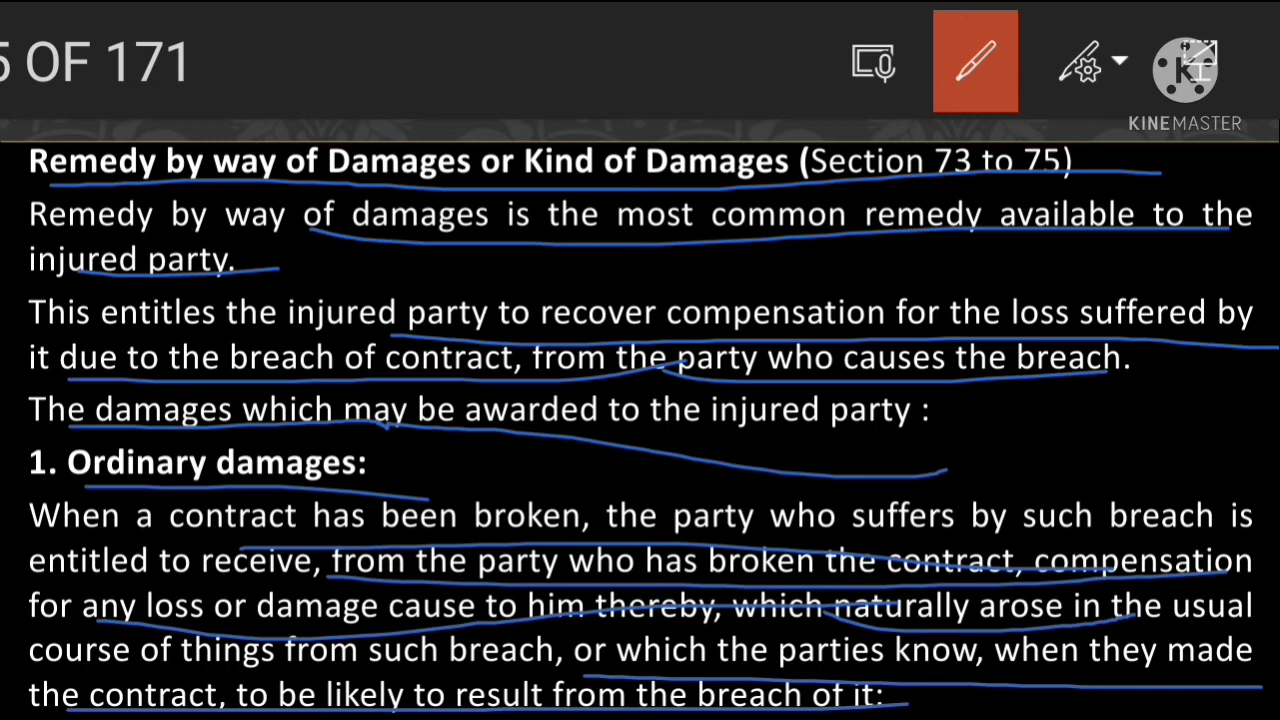 5 OF 171
KINEMASTER
Remedy by way of Damages or Kind of Damages (Section 73 to 75)
Remedy by way of damages is the most common remedy available to the
injured party.
This entitles the injured party to recover compensation for the loss suffered by
it due to the breach of contract, from the party who causes the breach.
The damages which may be awarded to the injured party :
1. Ordinary damages:
When a contract has been broken, the party who suffers by such breach is
entitled to receive, from the party who has broken the contract, compensation
for any loss or damage cause to him thereby, which naturally arose in the usual
course of things from such breach, or which the parties know, when they made
the contract, to be likely to result from the breach of it: